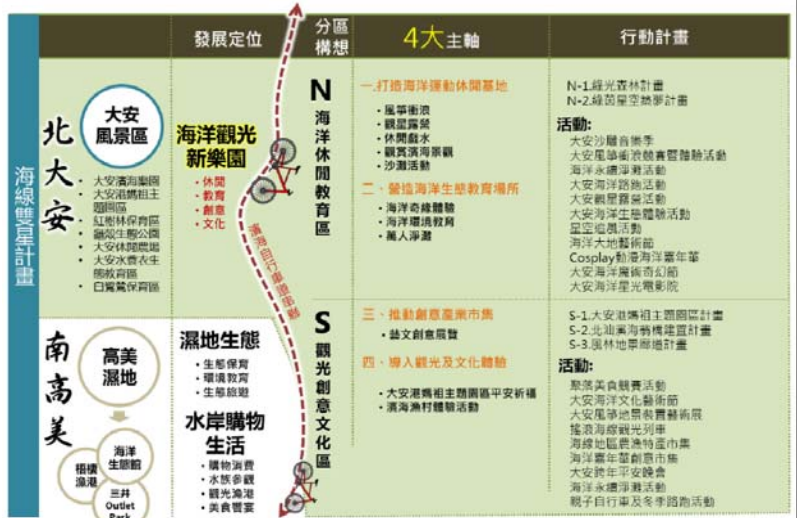 發展定位
分區
構想
4大主軸
行動計畫
海線雙星計畫
北大安
大安
風景區
•大安濱海樂園
•大安港媽祖主
題園區
•紅樹林保育區
•龜殼生態公園
•大安休閒農場
•大安水蓑衣生
態教育區
•白鷺鷥保育區
海洋觀光
新樂園
•休閒
•教育
•創意
•文化
濱海自行車道串聯
N
海洋休閒教育區
一.打造海洋運動休閒基地
•風箏衝浪
•觀星露營
•休閒戲水
•觀賞濱海景觀
•沙灘活動
二、營造海洋生態教育場所
•海洋奇緣體驗
•海洋環境教育
•萬人淨灘
N-1.綠光森林計畫
N-2.綠茵星空築夢計畫
活動:
大安沙雕音樂季
大安風箏衝浪競賽暨體驗活動
海洋永續淨灘活動
大安海洋路跑活動
大安觀星露營活動
大安海洋生態體驗活動
星空追風活動
海洋大地藝術節
Cosplay動漫海洋嘉年華
大安海洋魔術奇幻節
大安海洋星光電影院
南高美
高美
濕地
海洋
生態館
梧棲
漁港
三井
Outlet
Park
濕地生態
•生態保育
•環境教育
•生態旅遊
水岸購物
生活
•購物消費
•水族參觀
•觀光漁港
•美食饗宴
S
觀光創意文化區
三、推動創意產業市集
•藝文創意展覽
四、導入觀光及文化體驗
•大安港媽祖主題園區平安祈福
•濱海漁村體驗活動
S-1.大安港媽祖主題園區計畫
S-2.北汕溪海翁橋建置計畫
S-3.風林地景廊道計畫
活動:
聚落美食競賽活動
大安海洋文化藝術節
大安風箏地景裝置藝術展
搖浪海線觀光列車
海線地區農漁特產市集
海洋嘉年華創意市集
大安跨年平安晚會
海洋永續淨灘活動
親子自行車及冬季路跑活動